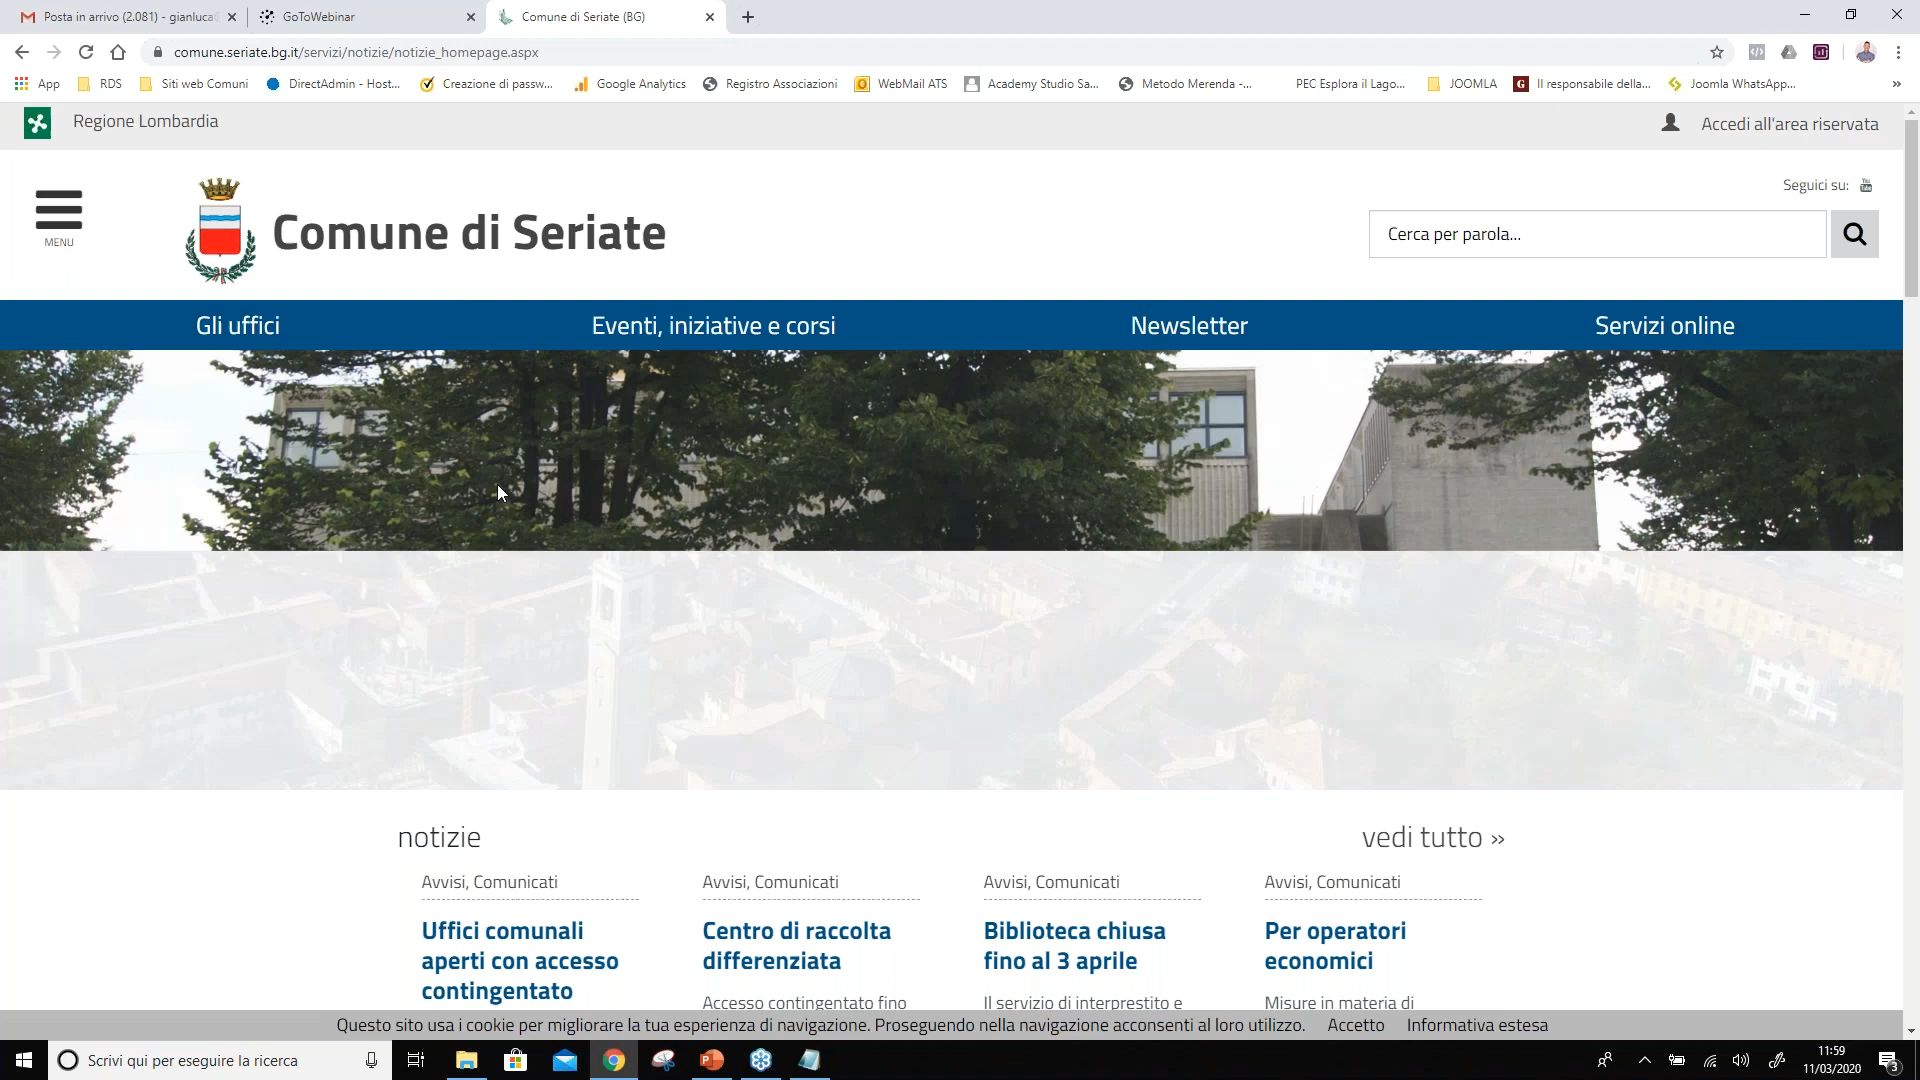 Posta in arrivo (2.081) - gianluca
GoToWebinar
Comune di Seriate (BG)
comune.seriate.bg.it/servizi/notizie/notizie_homepage.aspx
App
RDS
Siti web Comuni
DirectAdmin - Host...
Creazione di passw...
Google Analytics
Registro Associazioni
WebMail ATS
Academy Studio Sa...
Metodo Merenda -...
PEC Esplora il Lago...
JOOMLA
Il responsabile della...
Joomla WhatsApp...
Regione Lombardia
Accedi all'area riservata
MENU
Comune di Seriate
Seguici su:
Cerca per parola...
Gli uffici
Eventi, iniziative e corsi
Newsletter
Servizi online
notizie
vedi tutto »
Avvisi, Comunicati
Uffici comunali
aperti con accesso
contingentato
Avvisi, Comunicati
Centro di raccolta
differenziata
Accesso contingentato fino
Avvisi, Comunicati
Biblioteca chiusa
fino al 3 aprile
Il servizio di interprestito e
Avvisi, Comunicati
Per operatori
economici
Misure in materia di
Questo sito usa i cookie per migliorare la tua esperienza di navigazione. Proseguendo nella navigazione acconsenti al loro utilizzo. Accetto Informativa estesa
Scrivi qui per eseguire la ricerca
11:59
11/03/2020
3